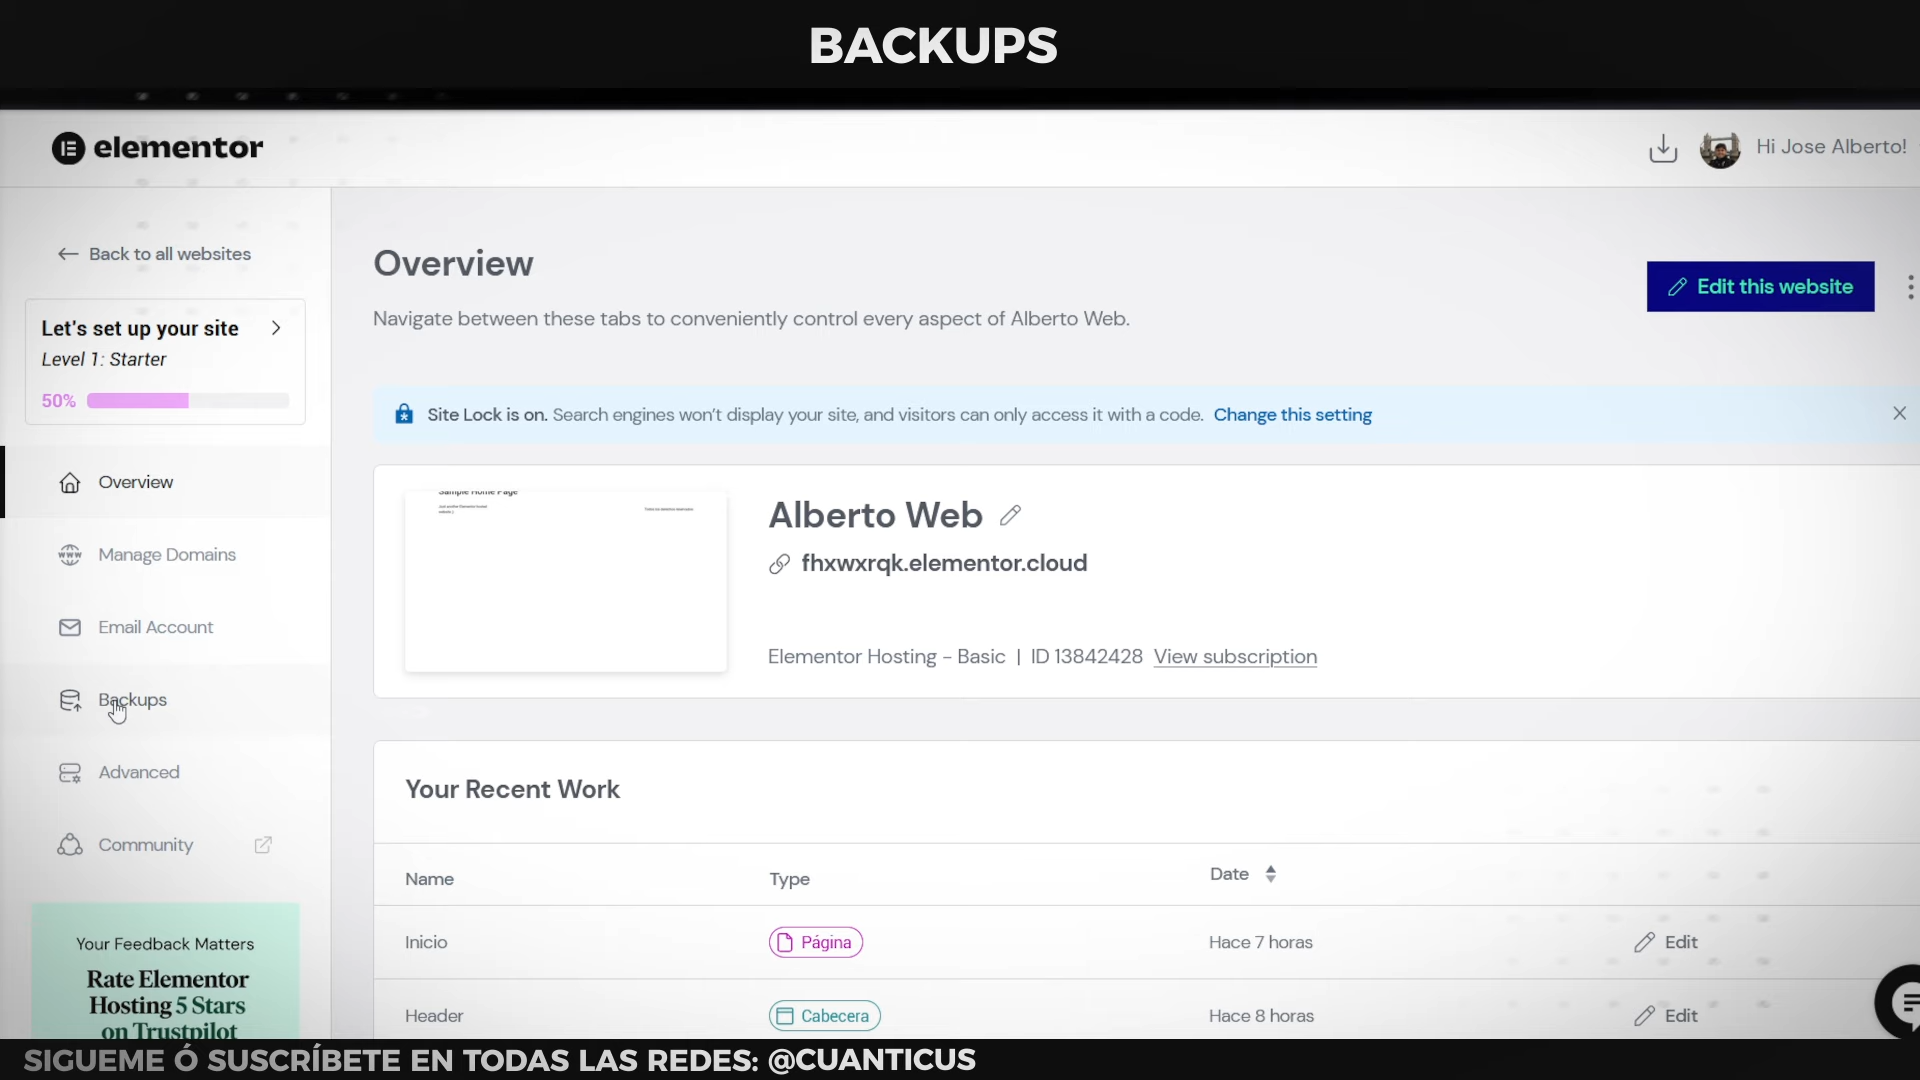 BACKUPS
elementor
Hi Jose Alberto!
Back to all websites
Let's set up your site
Level 1: Starter
50%
Overview
Manage Domains
Email Account
Backups
Advanced
Community
Your Feedback Matters
Rate Elementor
Hosting 5 Stars
on Trustpilot
Overview
Navigate between these tabs to conveniently control every aspect of Alberto Web.
Edit this website
Site Lock is on. Search engines won't display your site, and visitors can only access it with a code. Change this setting
Sample Home Page
Alberto Web
fhxwxrqk.elementor.cloud
Elementor Hosting - Basic | ID 13842428 View subscription
Your Recent Work
Name Type Date
Inicio Página Hace 7 horas Edit
Header Cabecera Hace 8 horas Edit
SIGUEME Ó SUSCRÍBETE EN TODAS LAS REDES: @CUANTICUS